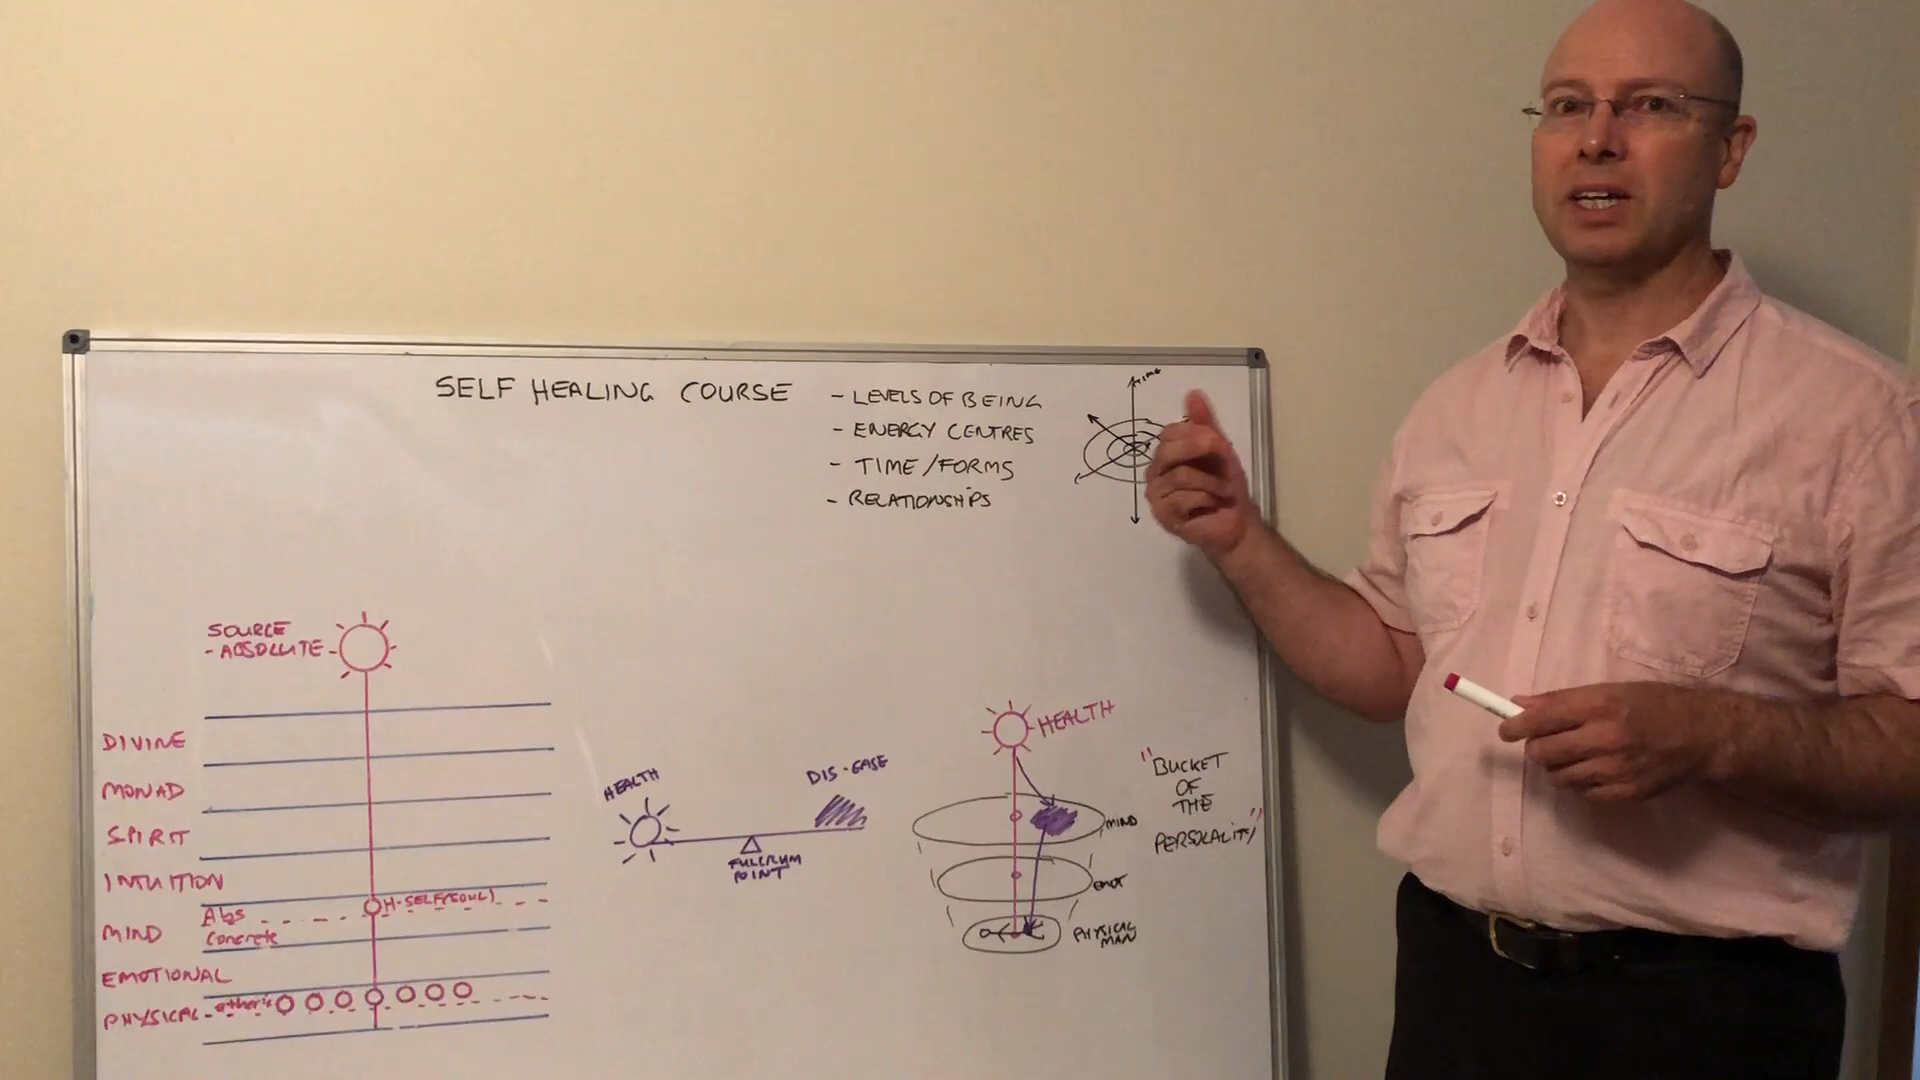 SELF HEALING COURSE
- LEVELS OF BEING
- ENERGY CENTRES
- TIME/FORMS
- RELATIONSHIPS
TIME
SOURCE
- ABSOLUTE -
DIVINE
MONAD
SPIRIT
INTUITION
MIND
Abs
Concrete
H-SELF(SOUL)
EMOTIONAL
PHYSICAL
etheric
HEALTH
DIS-EASE
FULCRUM
POINT
HEALTH
MIND
EMOT
PHYSICAL
MAN
"BUCKET
OF
THE
PERSONALITY"